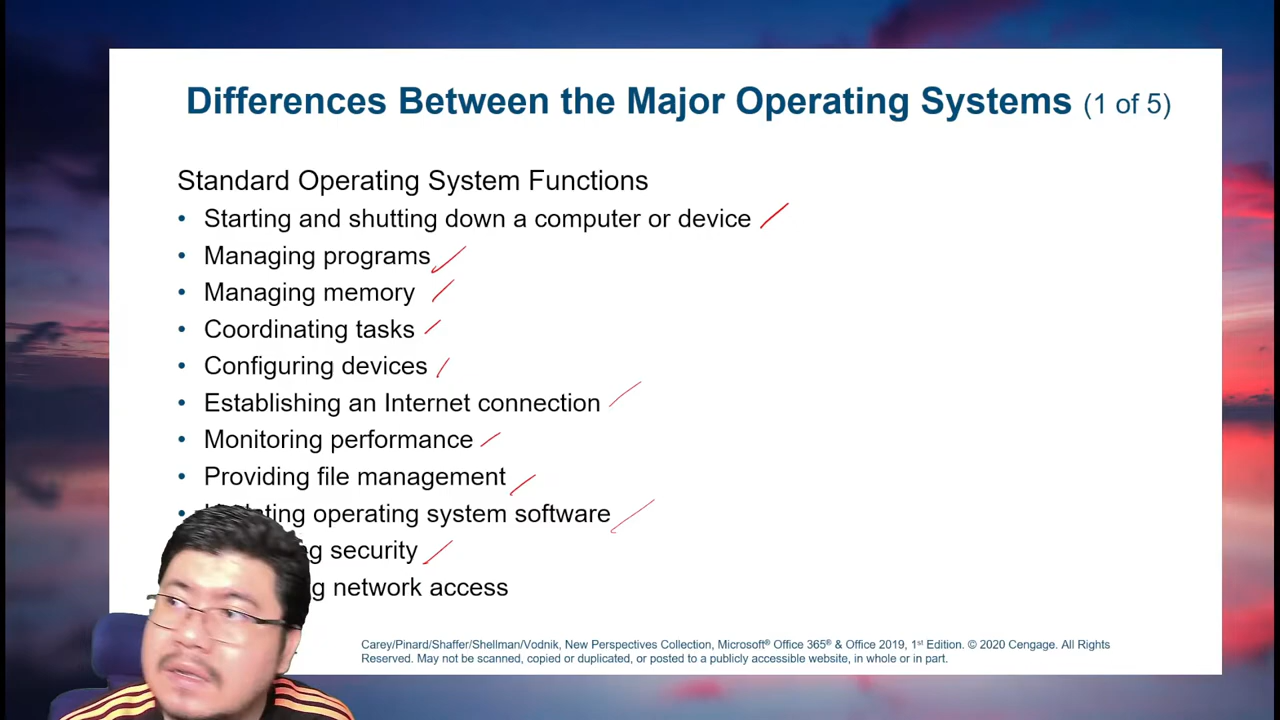 Differences Between the Major Operating Systems (1 of 5)
Standard Operating System Functions
• Starting and shutting down a computer or device
• Managing programs
• Managing memory
• Coordinating tasks
• Configuring devices
• Establishing an Internet connection
• Monitoring performance
• Providing file management
• operating system software
security
network access
Carey/Pinard/Shaffer/Shellman/Vodnik, New Perspectives Collection, Microsoft® Office 365® & Office 2019, 1st Edition. © 2020 Cengage. All Rights
Reserved. May not be scanned, copied or duplicated, or posted to a publicly accessible website, in whole or in part.